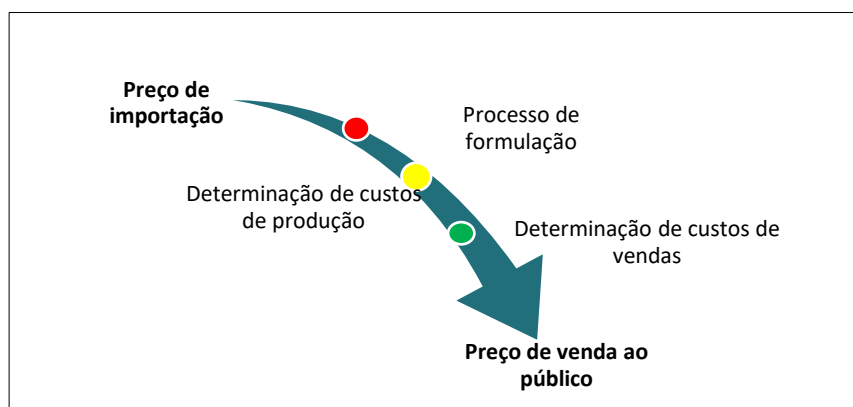 Preço de
importação
Processo de
formulação
Determinação de custos
de produção
Determinação de custos de
vendas
Preço de venda ao
público